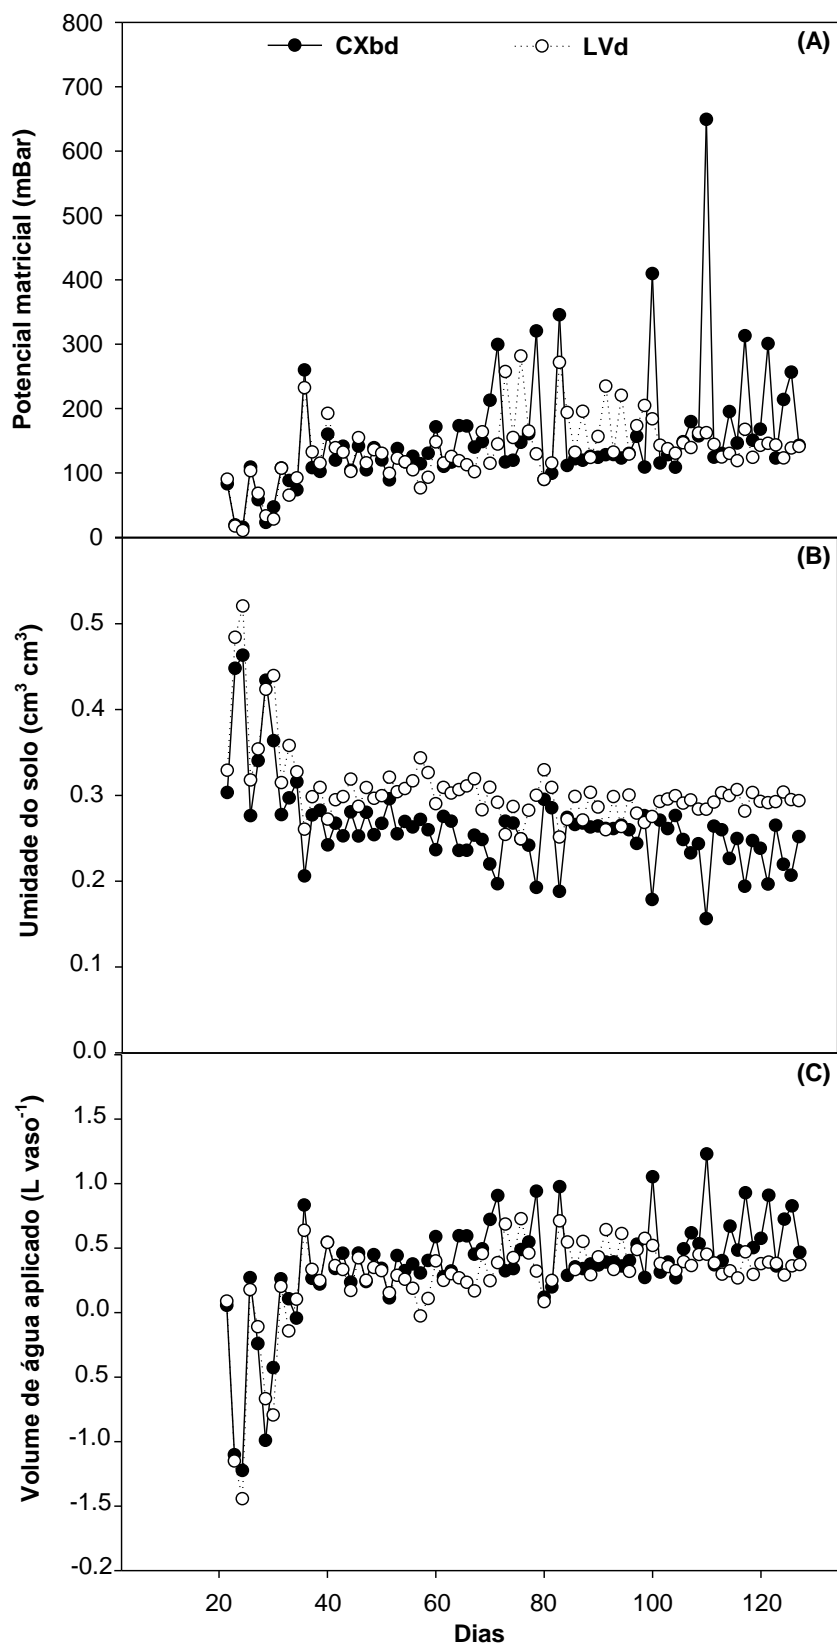 800
(A)
CXbd
LVd
700
600
500
400
300
200
100
0
Potencial matricial (mBar)
(B)
0.5
0.4
0.3
0.2
0.1
0.0
Umidade do solo (cm³ cm³)
(C)
1.5
1.0
0.5
0.0
0.5
-1.0
-1.5
-0.2
Volume de água aplicado (L vaso⁻¹)
20 40 60 80 100 120
Dias